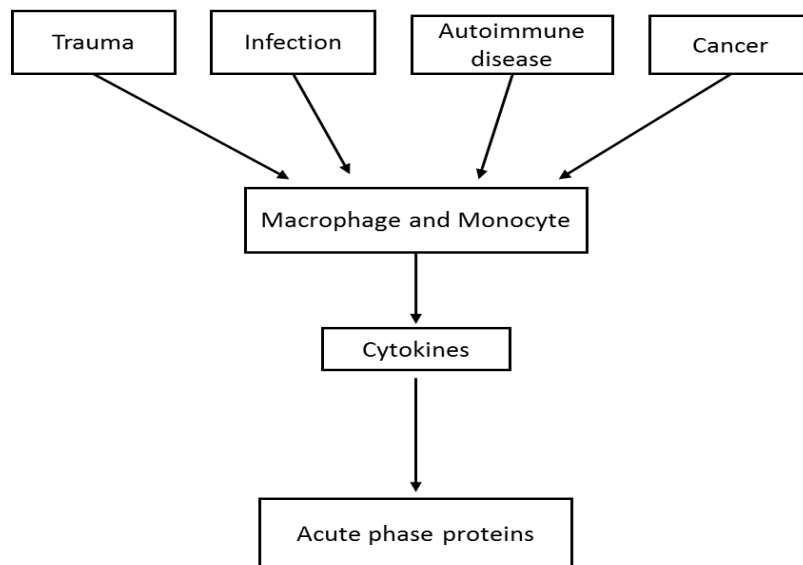 Trauma
Infection
Autoimmune
disease
Cancer
Macrophage and Monocyte
Cytokines
Acute phase proteins